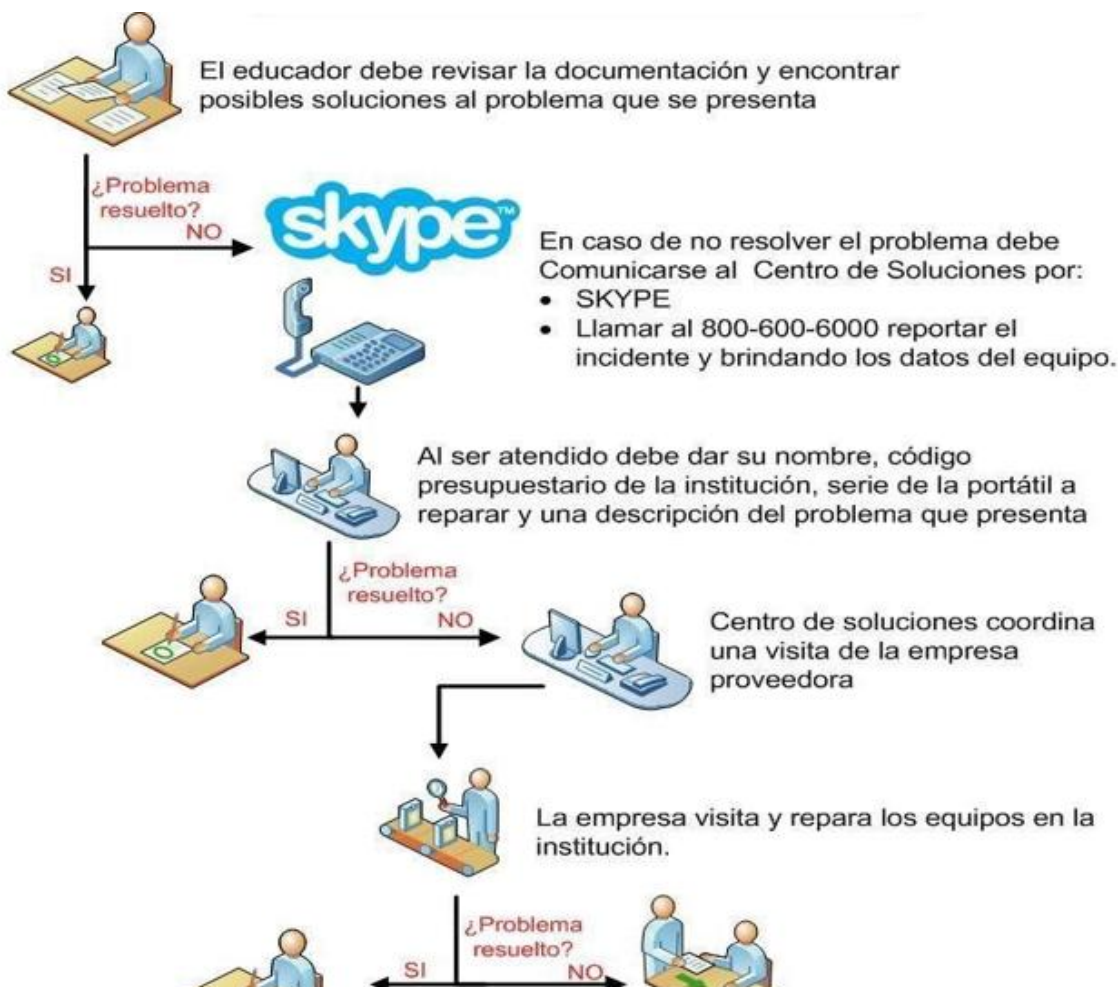 El educador debe revisar la documentación y encontrar
posibles soluciones al problema que se presenta
¿Problema
resuelto?
NO
SI
skype™
En caso de no resolver el problema debe
Comunicarse al Centro de Soluciones por:
• SKYPE
• Llamar al 800-600-6000 reportar el
incidente y brindando los datos del equipo.
Al ser atendido debe dar su nombre, código
presupuestario de la institución, serie de la portátil a
reparar y una descripción del problema que presenta
¿Problema
resuelto?
SI
NO
Centro de soluciones coordina
una visita de la empresa
proveedora
La empresa visita y repara los equipos en la
institución.
¿Problema
resuelto?
SI
NO